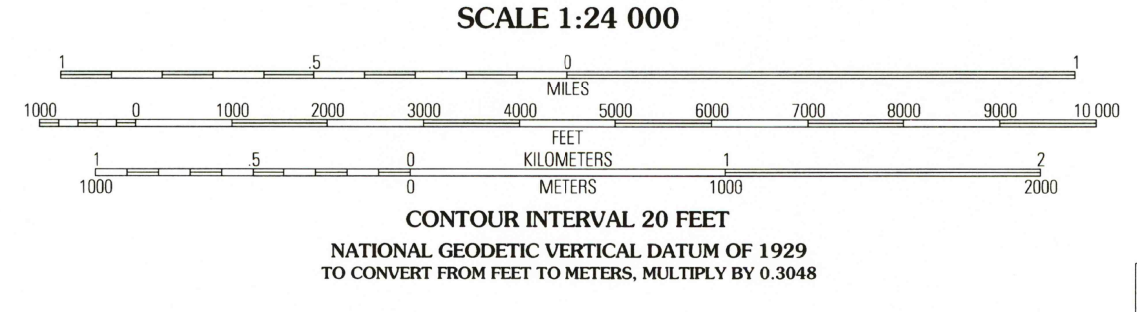 SCALE 1:24 000
1 .5 0 1
MILES
1000 0 1000 2000 3000 4000 5000 6000 7000 8000 9000 10 000
FEET
1 .5 0 KILOMETERS 1 2
1000 0 METERS 1000 2000
CONTOUR INTERVAL 20 FEET
NATIONAL GEODETIC VERTICAL DATUM OF 1929
TO CONVERT FROM FEET TO METERS, MULTIPLY BY 0.3048